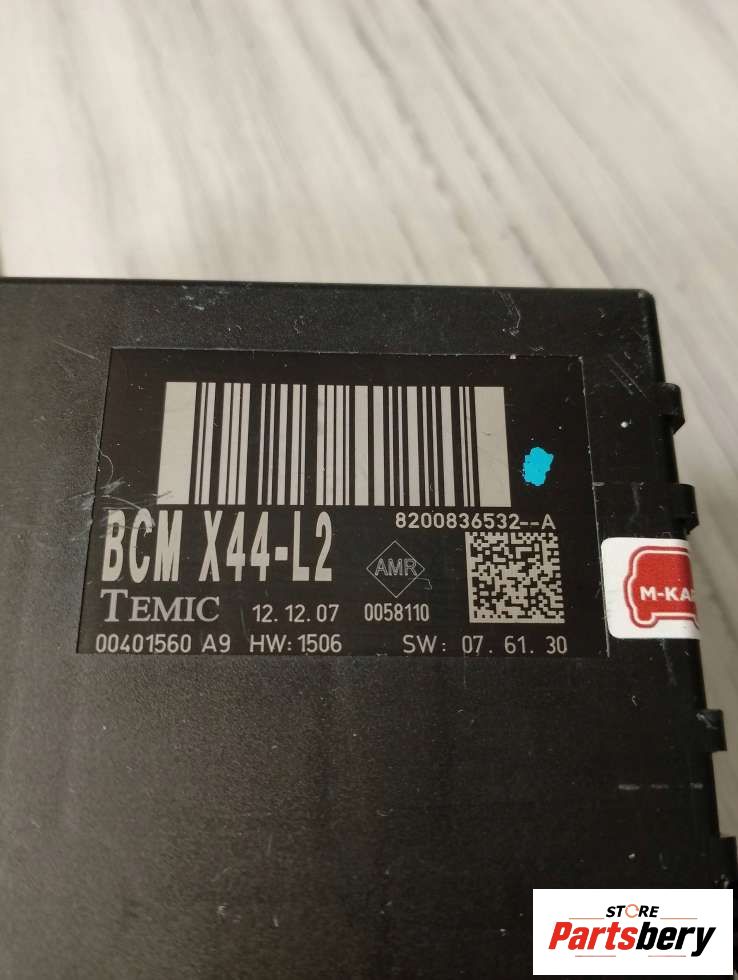 8200836532--A
BCM X44-L2
AMR
TEMIC 12.12.07 0058110
00401560 A9 HW:1506 SW: 07.61.30
STORE
Partsbery